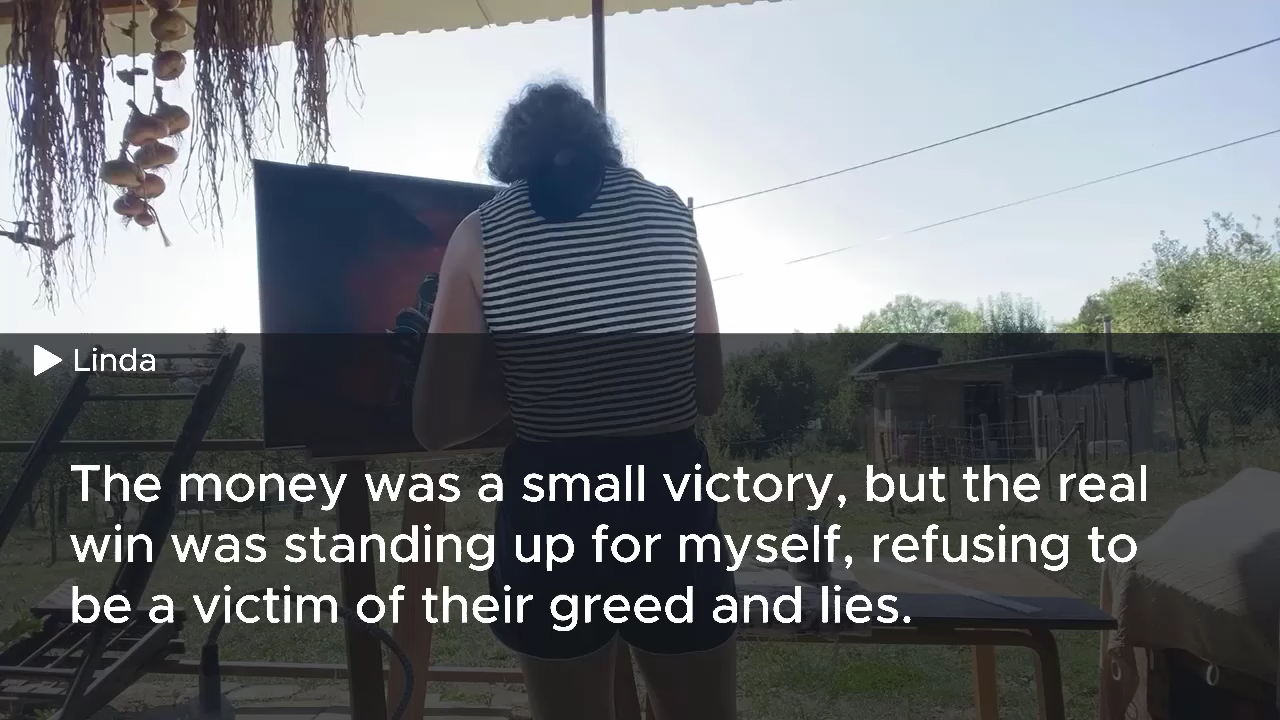 Linda
The money was a small victory, but the real
win was standing up for myself, refusing to
be a victim of their greed and lies.